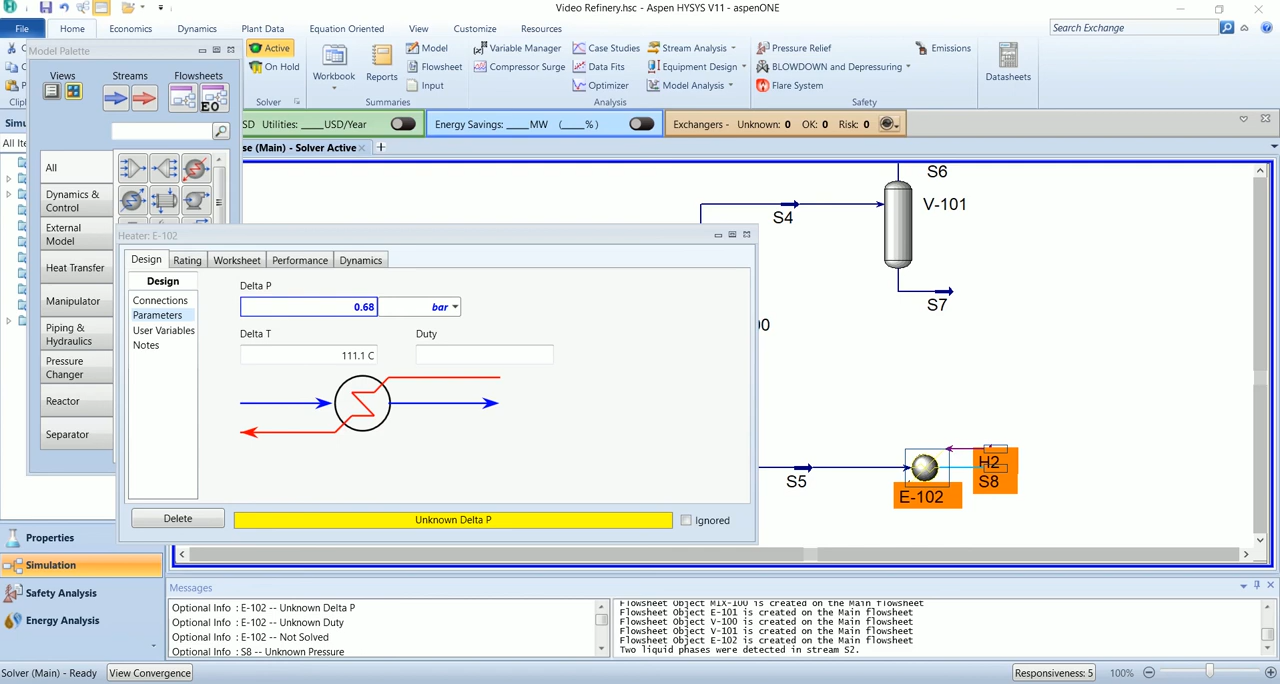 Video Refinery.hsc - Aspen HYSYS V11 - aspenONE
File Home Economics Dynamics Plant Data Equation Oriented View Customize Resources Search Exchange
Model Palette
Views Streams Flowsheets
EO
Active
On Hold
Solver
Workbook
Reports
Model
Flowsheet
Input
Summaries
Variable Manager
Compressor Surge
Case Studies
Data Fits
Optimizer
Stream Analysis
Equipment Design
Model Analysis
Analysis
Pressure Relief
BLOWDOWN and Depressuring
Flare System
Safety
Emissions
Datasheets
SD Utilities: ____USD/Year
Energy Savings: ____MW (____%)
Exchangers - Unknown: 0 OK: 0 Risk: 0
se (Main) - Solver Active
All
Dynamics & Control
External Model
Heat Transfer
Manipulator
Piping & Hydraulics
Pressure Changer
Reactor
Separator
Heater: E-102
Design Rating Worksheet Performance Dynamics
Design
Connections
Parameters
User Variables
Notes
Delta P
0.68 bar
Delta T Duty
111.1 C
Delete
Unknown Delta P
Ignored
S6
V-101
S4
S7
00
S5
E-102
H2
S8
Properties
Simulation
Safety Analysis
Energy Analysis
Messages
Optional Info : E-102 -- Unknown Delta P
Optional Info : E-102 -- Unknown Duty
Optional Info : E-102 -- Not Solved
Optional Info : S8 -- Unknown Pressure
Flowsheet Object MIX-100 is created on the Main flowsheet
Flowsheet Object E-101 is created on the Main flowsheet
Flowsheet Object V-100 is created on the Main flowsheet
Flowsheet Object V-101 is created on the Main flowsheet
Flowsheet Object E-102 is created on the Main flowsheet
Two liquid phases were detected in stream S2.
Solver (Main) - Ready View Convergence Responsiveness: 5 100%